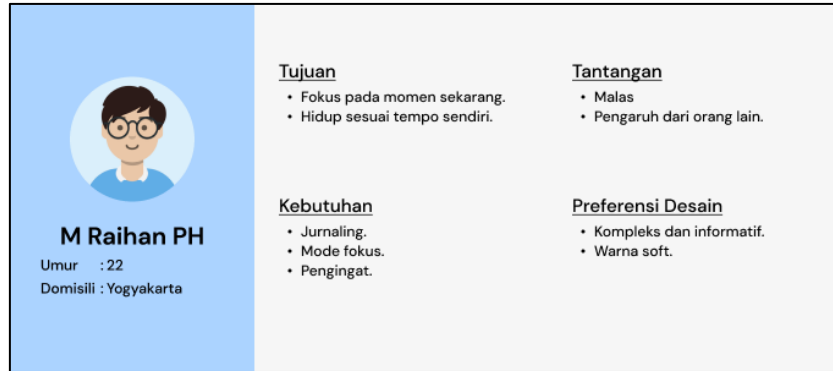 M Raihan PH
Umur : 22
Domisili : Yogyakarta
Tujuan
• Fokus pada momen sekarang.
• Hidup sesuai tempo sendiri.
Tantangan
• Malas
• Pengaruh dari orang lain.
Kebutuhan
• Jurnaling.
• Mode fokus.
• Pengingat.
Preferensi Desain
• Kompleks dan informatif.
• Warna soft.